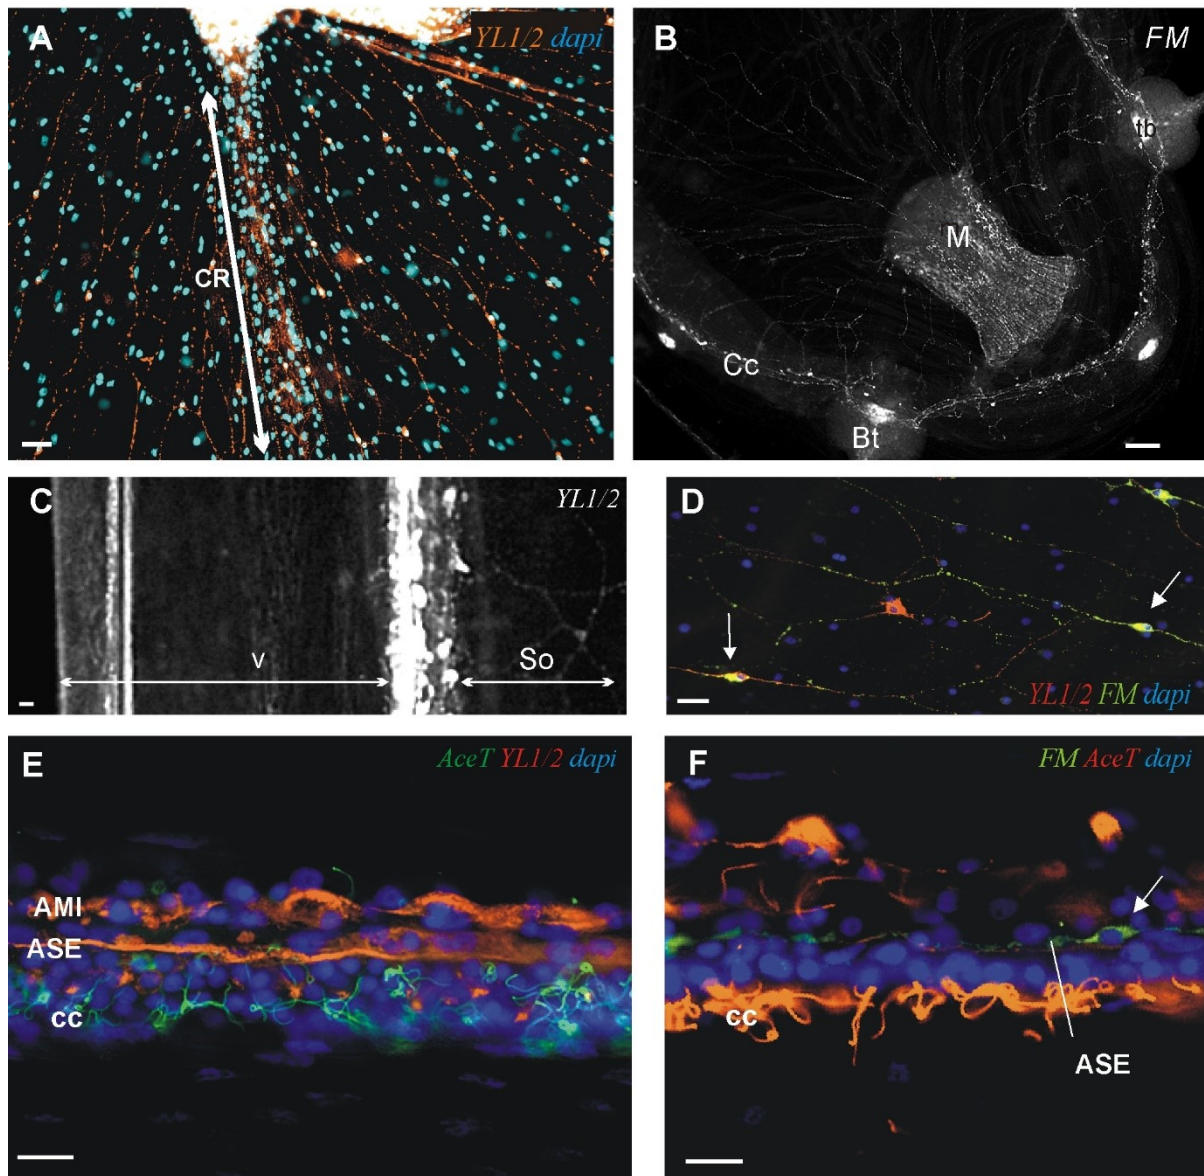 A
YL1/2 dapi
CR
B
FM
tb
M
Cc
Bt
C
YL1/2
v
So
D
YL1/2 FM dapi
E
AceT YL1/2 dapi
AMI
ASE
cc
F
FM AceT dapi
cc
ASE